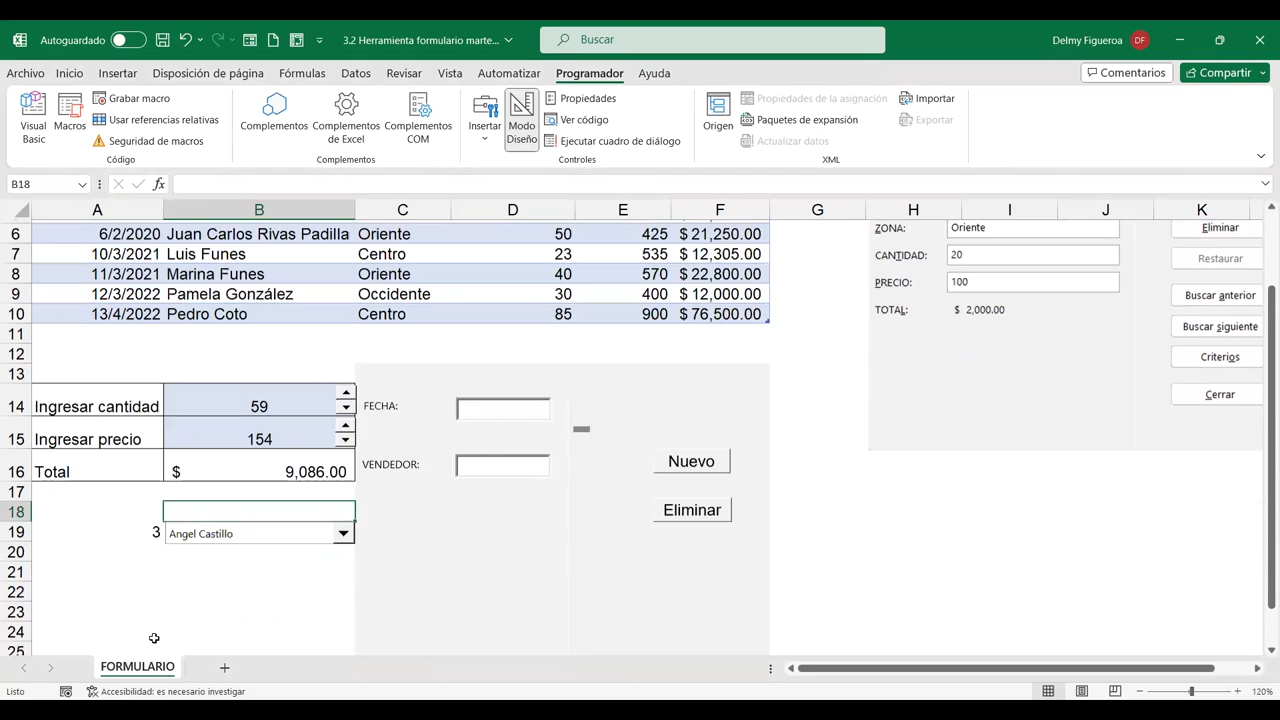 Autoguardado
3.2 Herramienta formulario marte...
Buscar
Delmy Figueroa
DF
Archivo Inicio Insertar Disposición de página Fórmulas Datos Revisar Vista Automatizar Programador Ayuda
Comentarios
Compartir
Visual Basic
Macros
Grabar macro
Usar referencias relativas
Seguridad de macros
Código
Complementos
Complementos de Excel
Complementos COM
Complementos
Insertar
Modo Diseño
Propiedades
Ver código
Ejecutar cuadro de diálogo
Controles
Origen
Propiedades de la asignación
Paquetes de expansión
Actualizar datos
Importar
Exportar
XML
B18
fx
A B C D E F G H I J K
6 6/2/2020 Juan Carlos Rivas Padilla Oriente 50 425 $ 21,250.00
7 10/3/2021 Luis Funes Centro 23 535 $ 12,305.00
8 11/3/2021 Marina Funes Oriente 40 570 $ 22,800.00
9 12/3/2022 Pamela González Occidente 30 400 $ 12,000.00
10 13/4/2022 Pedro Coto Centro 85 900 $ 76,500.00
11
12
13
14 Ingresar cantidad 59
15 Ingresar precio 154
16 Total $ 9,086.00
17
18
19 3 Angel Castillo
20
21
22
23
24
25
FECHA:
VENDEDOR:
Nuevo
Eliminar
ZONA: Oriente
CANTIDAD: 20
PRECIO: 100
TOTAL: $ 2,000.00
Eliminar
Restaurar
Buscar anterior
Buscar siguiente
Criterios
Cerrar
FORMULARIO
Listo
Accesibilidad: es necesario investigar
120%